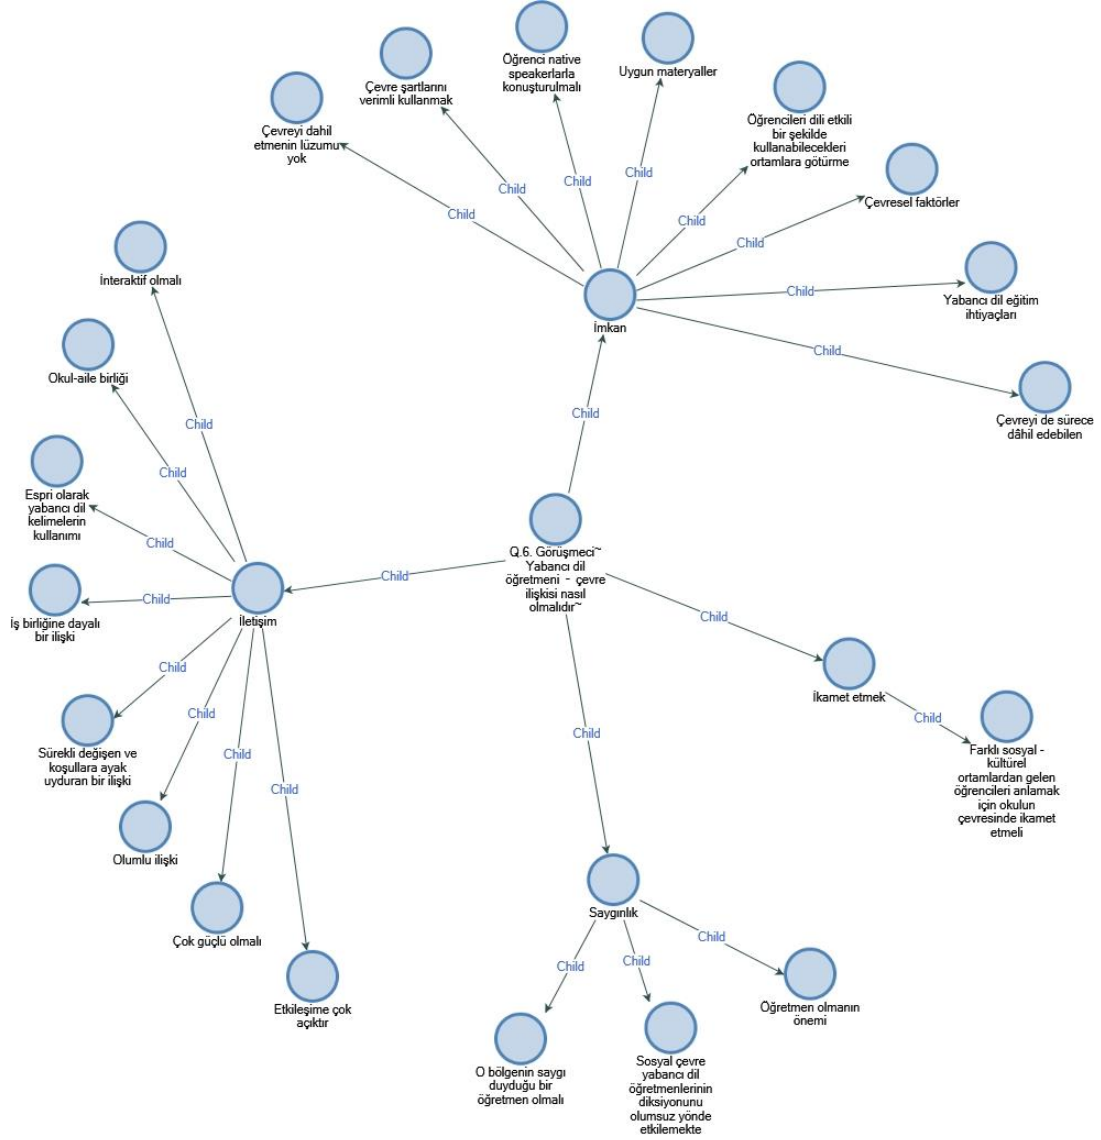 Öğrenci native
speakerlarla
konuşturulmalı
Uygun materyaller
Çevre şartlarını
verimli kullanmak
Çevreyi dahil
etmenin lüzumu
yok
Öğrencileri dili etkili
bir şekilde
kullanabilecekleri
ortamlara götürme
Çevresel faktörler
Yabancı dil eğitim
ihtiyaçları
Çevreyi de sürece
dâhil edebilen
Child
Child
Child
Child
Child
Child
Child
Child
İmkan
Child
İnteraktif olmalı
Okul-aile birliği
Espri olarak
yabancı dil
kelimelerin
kullanımı
İş birliğine dayalı
bir ilişki
Sürekli değişen ve
koşullara ayak
uyduran bir ilişki
Olumlu ilişki
Çok güçlü olmalı
Etkileşime çok
açıktır
Child
Child
Child
Child
Child
Child
Child
Child
İletişim
Child
Q.6. Görüşmeci~
Yabancı dil
öğretmeni - çevre
ilişkisi nasıl
olmalıdır~
Child
İkamet etmek
Child
Farklı sosyal -
kültürel
ortamlardan gelen
öğrencileri anlamak
için okulun
çevresinde ikamet
etmeli
Child
Saygınlık
Child
Child
Child
O bölgenin saygı
duyduğu bir
öğretmen olmalı
Sosyal çevre
yabancı dil
öğretmenlerinin
diksiyonunu
olumsuz yönde
etkilemekte
Öğretmen olmanın
önemi